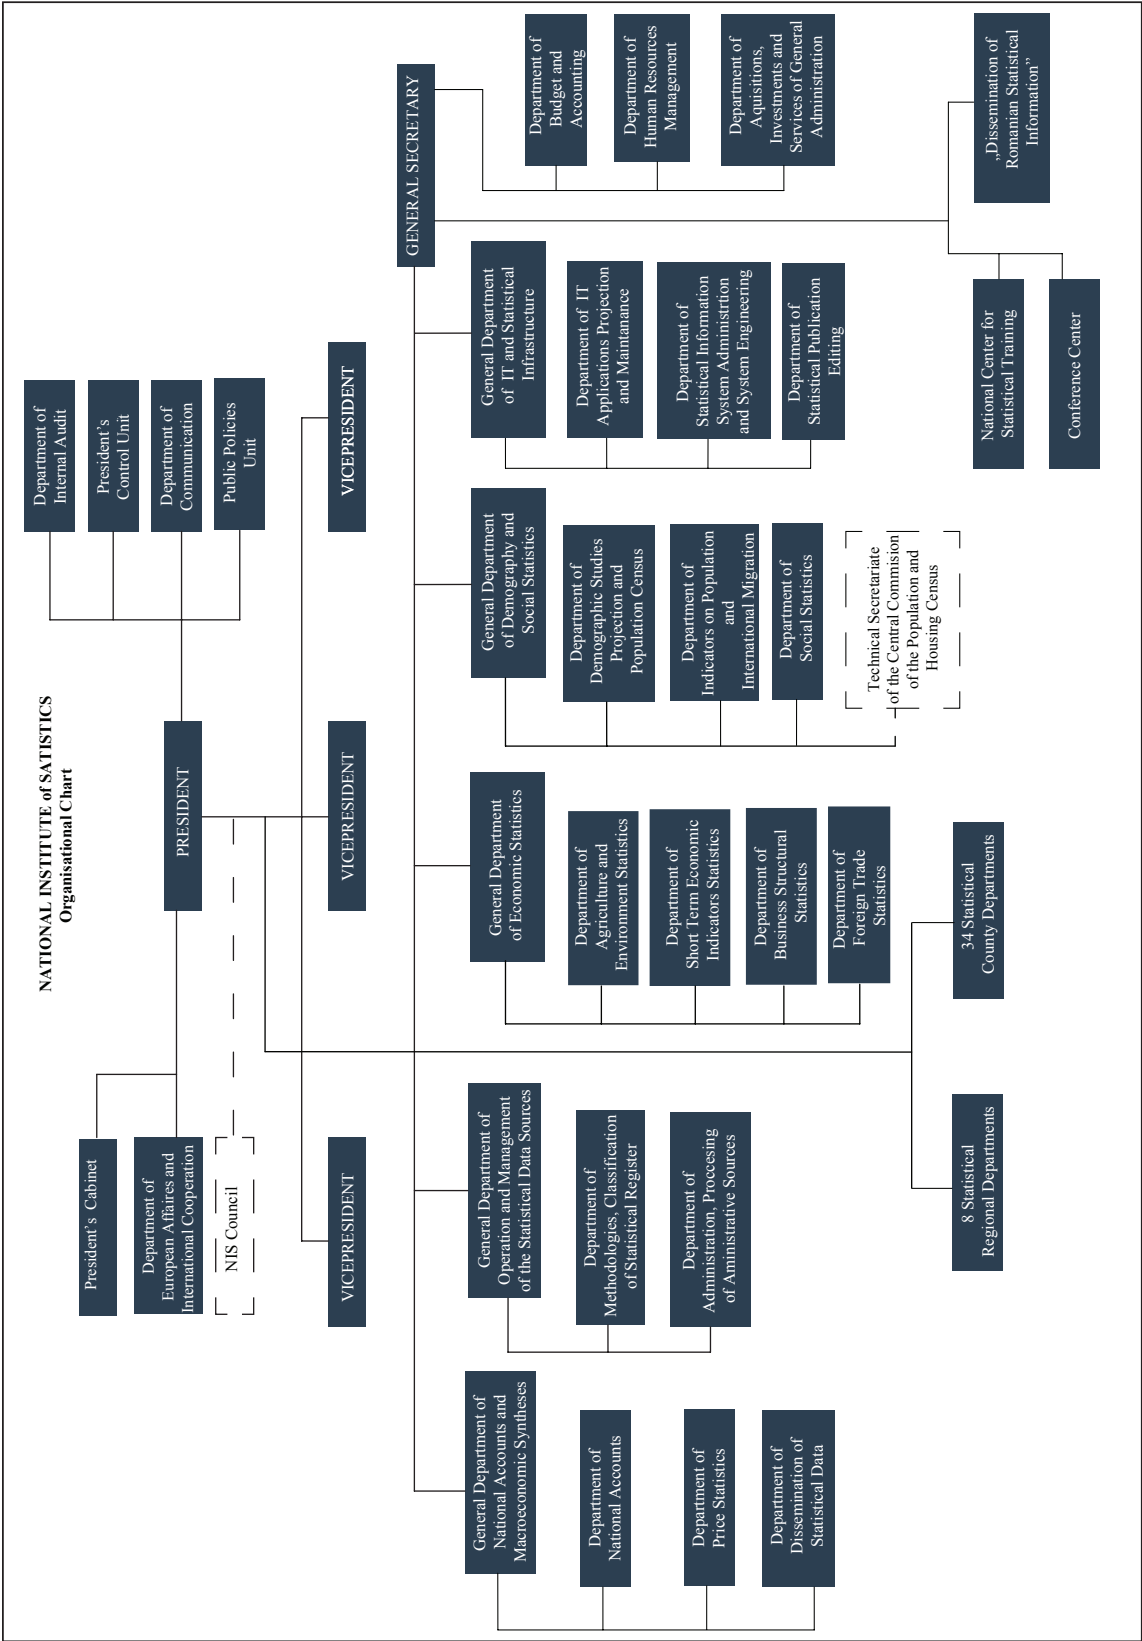 NATIONAL INSTITUTE of SATISTICS
Organisational Chart
President's Cabinet
Department of
European Affaires and
International Cooperation
NIS Council
PRESIDENT
Department of
Internal Audit
President's
Control Unit
Department of
Communication
Public Policies
Unit
VICEPRESIDENT
VICEPRESIDENT
VICEPRESIDENT
GENERAL SECRETARY
General Department of
National Accounts and
Macroeconomic Syntheses
Department of
National Accounts
Department of
Price Statistics
Department of
Dissemination of
Statistical Data
General Department of
Operation and Management
of the Statistical Data Sources
Department of
Methodologies, Classification
of Statistical Register
Department of
Administration, Proccesing
of Aministrative Sources
General Department
of Economic Statistics
Department of
Agriculture and
Environment Statistics
Department of
Short Term Economic
Indicators Statistics
Department of
Business Structural
Statistics
Department of
Foreign Trade
Statistics
General Department
of Demography and
Social Statistics
Department of
Demographic Studies
Projection and
Population Census
Department of
Indicators on Population
and
International Migration
Department of
Social Statistics
Technical Secretariate
of the Central Commision
of the Population and
Housing Census
General Department
of IT and Statistical
Infrastructure
Department of IT
Applications Projection
and Maintanance
Department of
Statistical Information
System Administrtion
and System Engineering
Department of
Statistical Publication
Editing
Department of
Budget and
Accounting
Department of
Human Resources
Management
Department of
Aquisitions,
Investments and
Services of General
Administration
8 Statistical
Regional Departments
34 Statistical
County Departments
National Center for
Statistical Training
Conference Center
„Dissemination of
Romanian Statistical
Information”